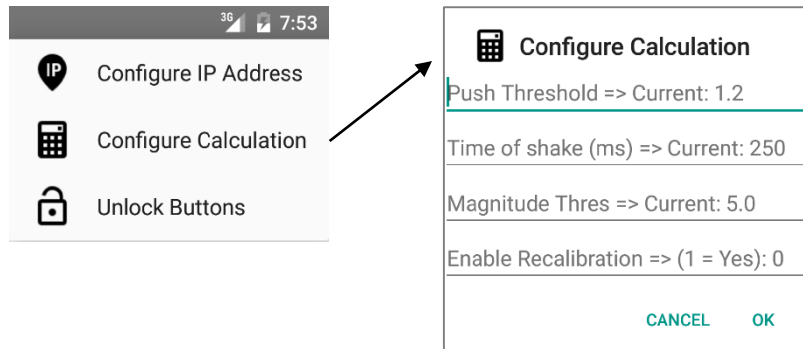 3G 7:53
IP
Configure IP Address
Configure Calculation
Unlock Buttons
Configure Calculation
Push Threshold => Current: 1.2
Time of shake (ms) => Current: 250
Magnitude Thres => Current: 5.0
Enable Recalibration => (1 = Yes): 0
CANCEL OK